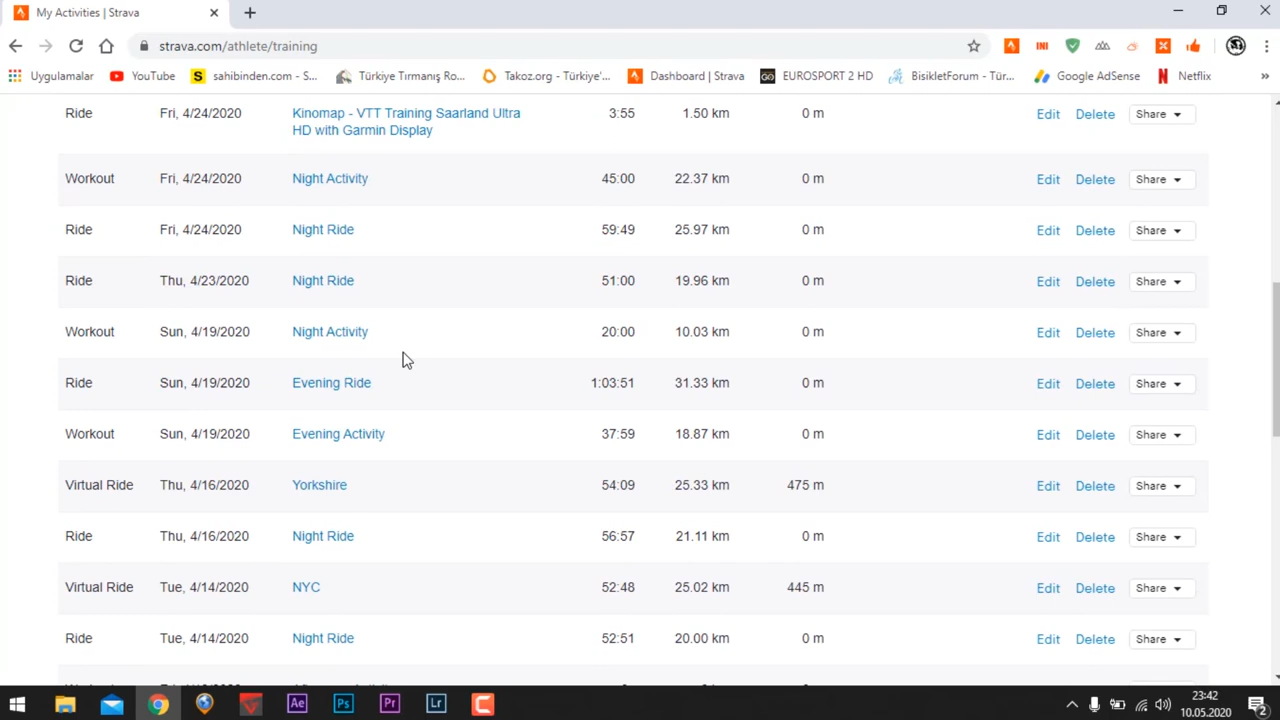 My Activities | Strava
strava.com/athlete/training
INI
Uygulamalar YouTube S sahibinden.com - S... Türkiye Tırmanış Ro... Takoz.org - Türkiye'... Dashboard | Strava EUROSPORT 2 HD BisikletForum - Tür... Google AdSense Netflix »
Ride Fri, 4/24/2020 Kinomap - VTT Training Saarland Ultra 3:55 1.50 km 0 m Edit Delete Share
HD with Garmin Display
Workout Fri, 4/24/2020 Night Activity 45:00 22.37 km 0 m Edit Delete Share
Ride Fri, 4/24/2020 Night Ride 59:49 25.97 km 0 m Edit Delete Share
Ride Thu, 4/23/2020 Night Ride 51:00 19.96 km 0 m Edit Delete Share
Workout Sun, 4/19/2020 Night Activity 20:00 10.03 km 0 m Edit Delete Share
Ride Sun, 4/19/2020 Evening Ride 1:03:51 31.33 km 0 m Edit Delete Share
Workout Sun, 4/19/2020 Evening Activity 37:59 18.87 km 0 m Edit Delete Share
Virtual Ride Thu, 4/16/2020 Yorkshire 54:09 25.33 km 475 m Edit Delete Share
Ride Thu, 4/16/2020 Night Ride 56:57 21.11 km 0 m Edit Delete Share
Virtual Ride Tue, 4/14/2020 NYC 52:48 25.02 km 445 m Edit Delete Share
Ride Tue, 4/14/2020 Night Ride 52:51 20.00 km 0 m Edit Delete Share
Ae Ps Pr Lr 23:42
10.05.2020 2